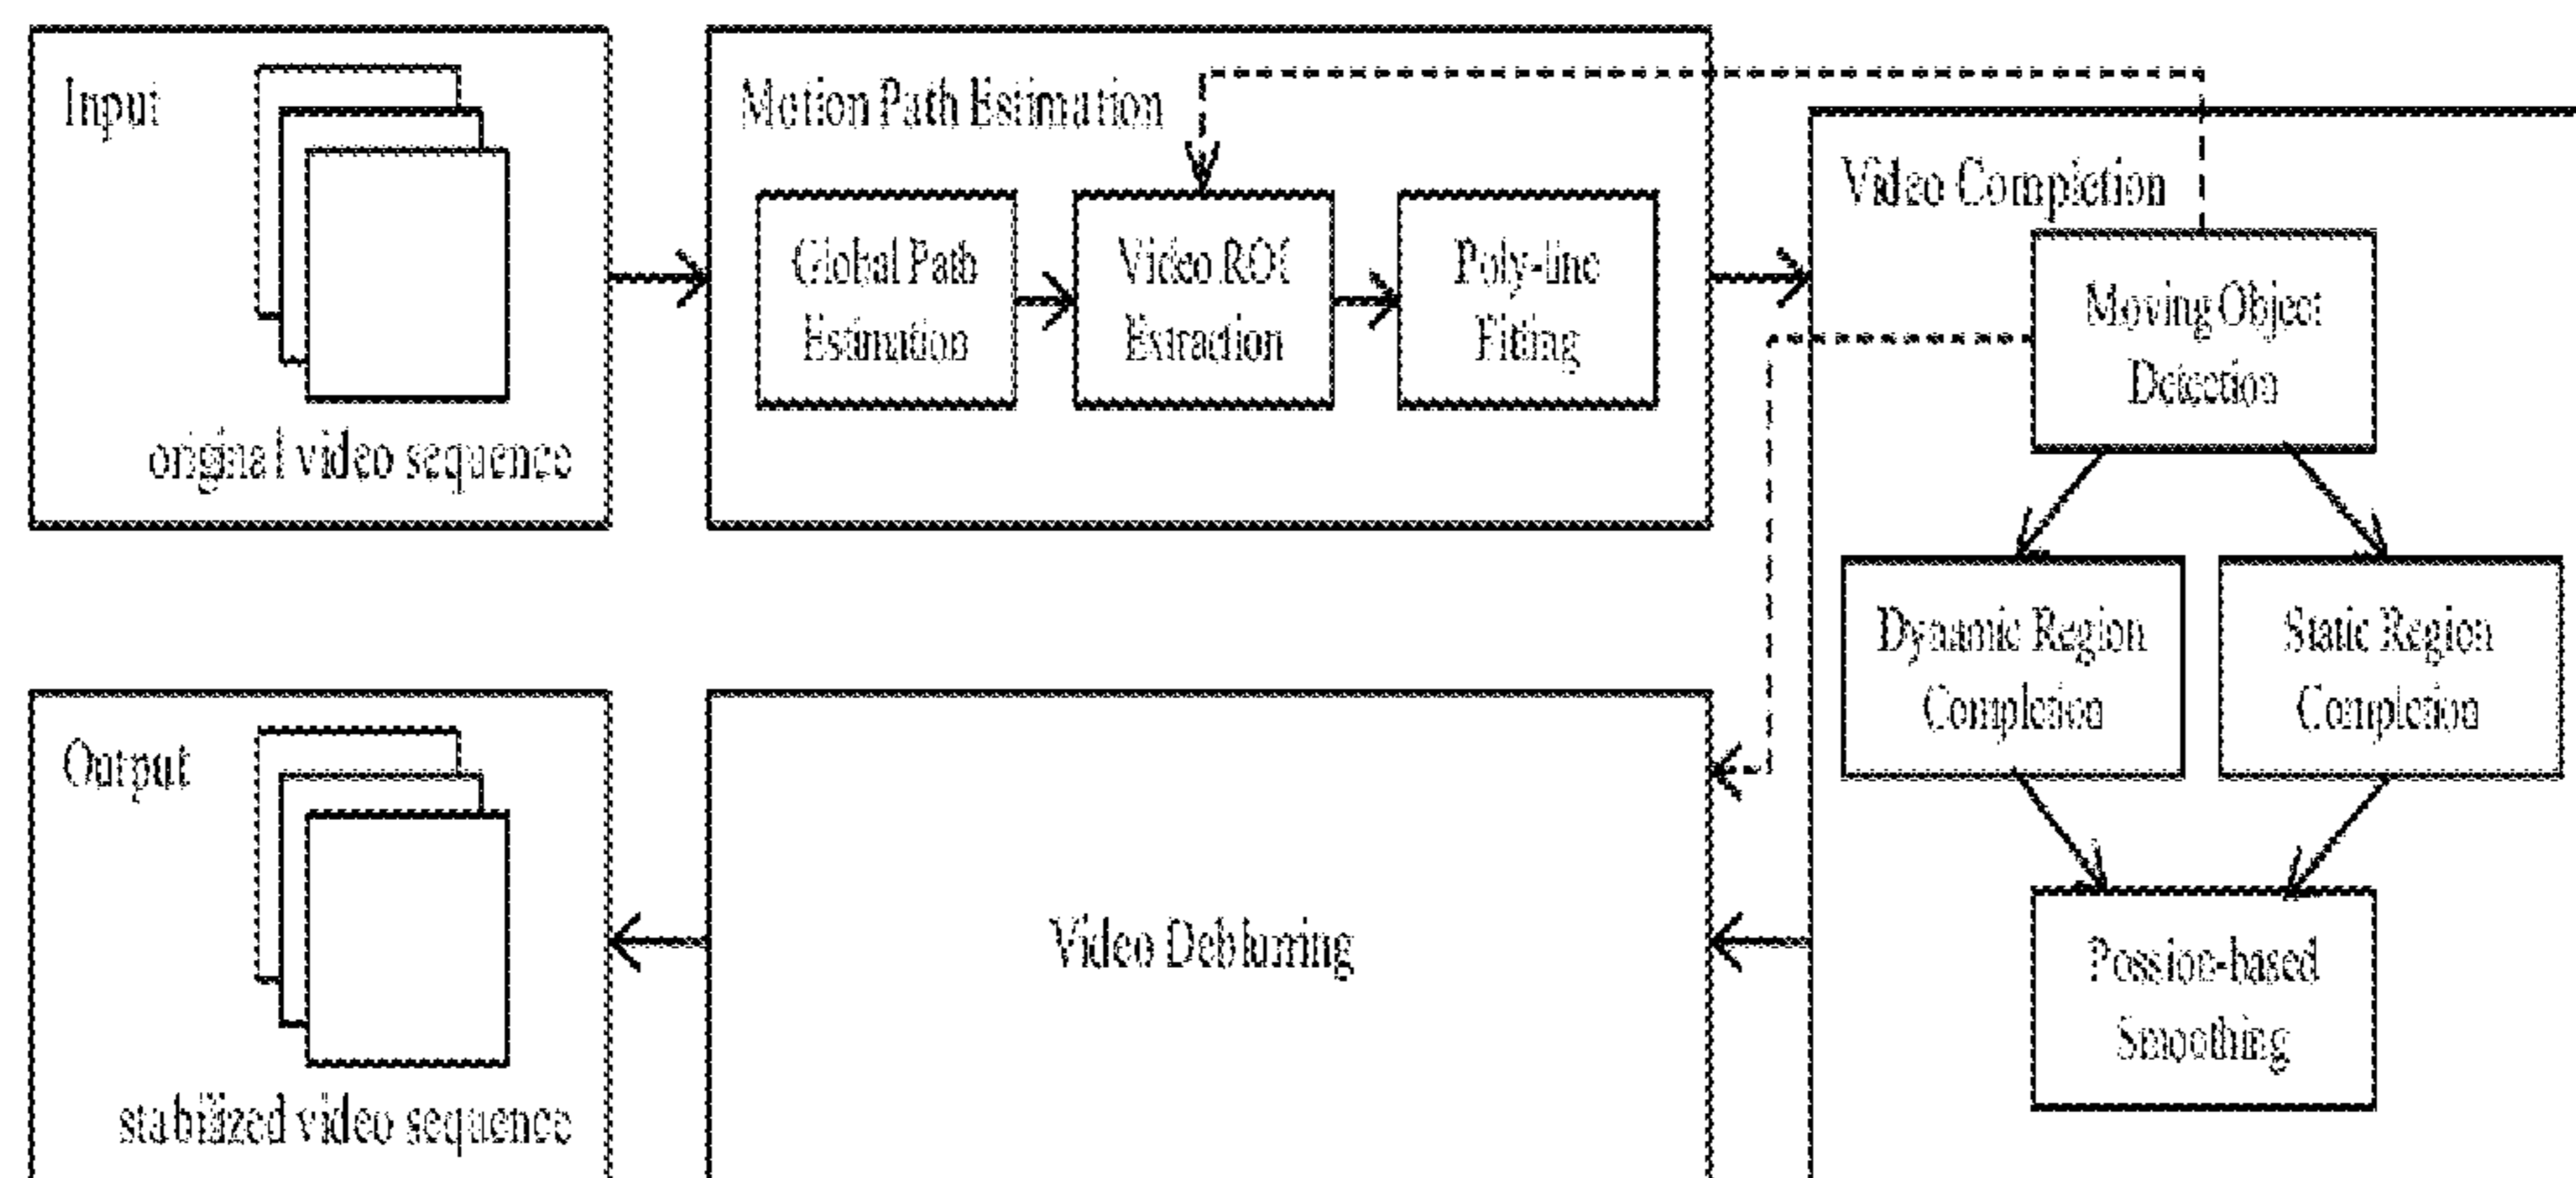 Input
original video sequence
Motion Path Estimation
Global Path
Estimation
Video ROI
Extraction
Poly-line
Fitting
Video Completion
Moving Object
Detection
Dynamic Region
Completion
Static Region
Completion
Possion-based
Smoothing
Video Deblurring
Output
stabilized video sequence